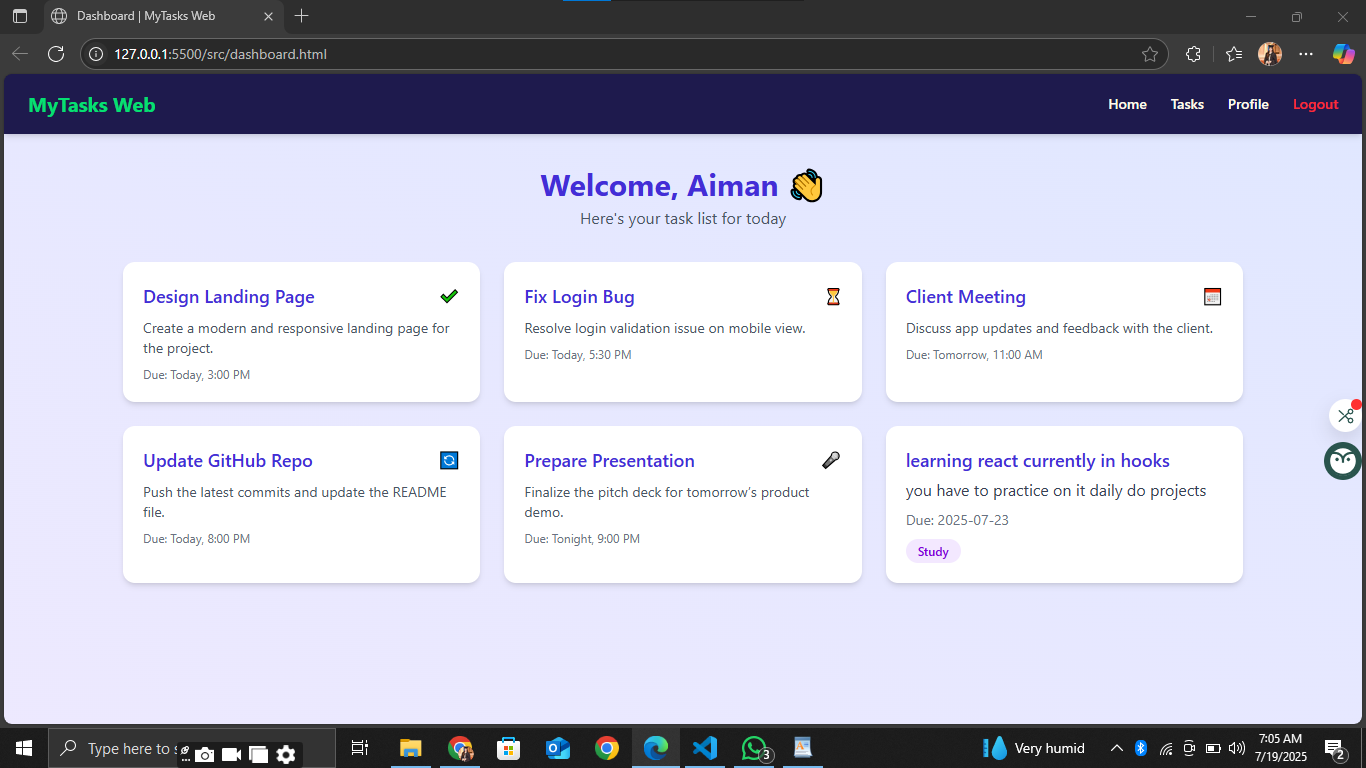 Dashboard | MyTasks Web
127.0.0.1:5500/src/dashboard.html
MyTasks Web
Home
Tasks
Profile
Logout
Welcome, Aiman 👋
Here's your task list for today
Design Landing Page
Create a modern and responsive landing page for
the project.
Due: Today, 3:00 PM
Fix Login Bug
Resolve login validation issue on mobile view.
Due: Today, 5:30 PM
Client Meeting
Discuss app updates and feedback with the client.
Due: Tomorrow, 11:00 AM
Update GitHub Repo
Push the latest commits and update the README
file.
Due: Today, 8:00 PM
Prepare Presentation
Finalize the pitch deck for tomorrow’s product
demo.
Due: Tonight, 9:00 PM
learning react currently in hooks
you have to practice on it daily do projects
Due: 2025-07-23
Study
Type here to s
3
Very humid
7:05 AM
7/19/2025
2